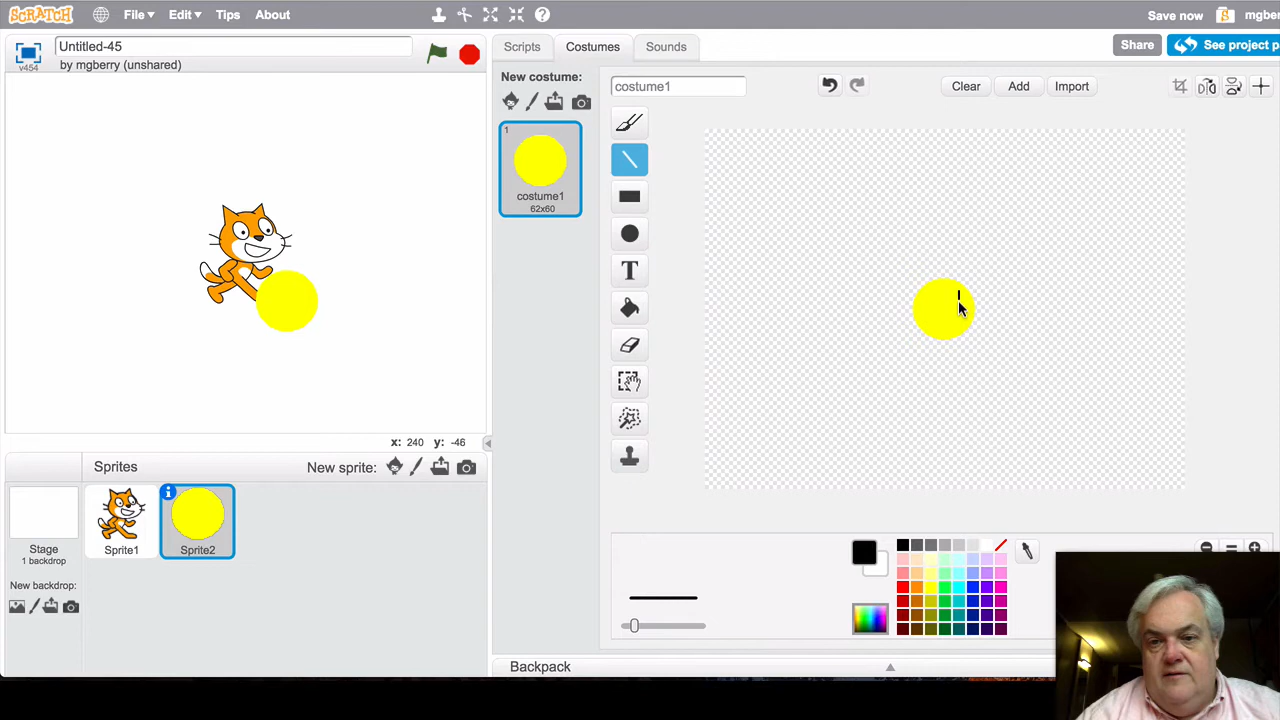 SCRATCH File Edit Tips About Save now mgber
v454 Untitled-45
by mgberry (unshared)
Scripts Costumes Sounds Share See project p
New costume: costume1 Clear Add Import
1
costume1
62x60
T
x: 240 y: -46
Sprites New sprite:
Stage
1 backdrop
Sprite1 Sprite2
New backdrop:
Backpack